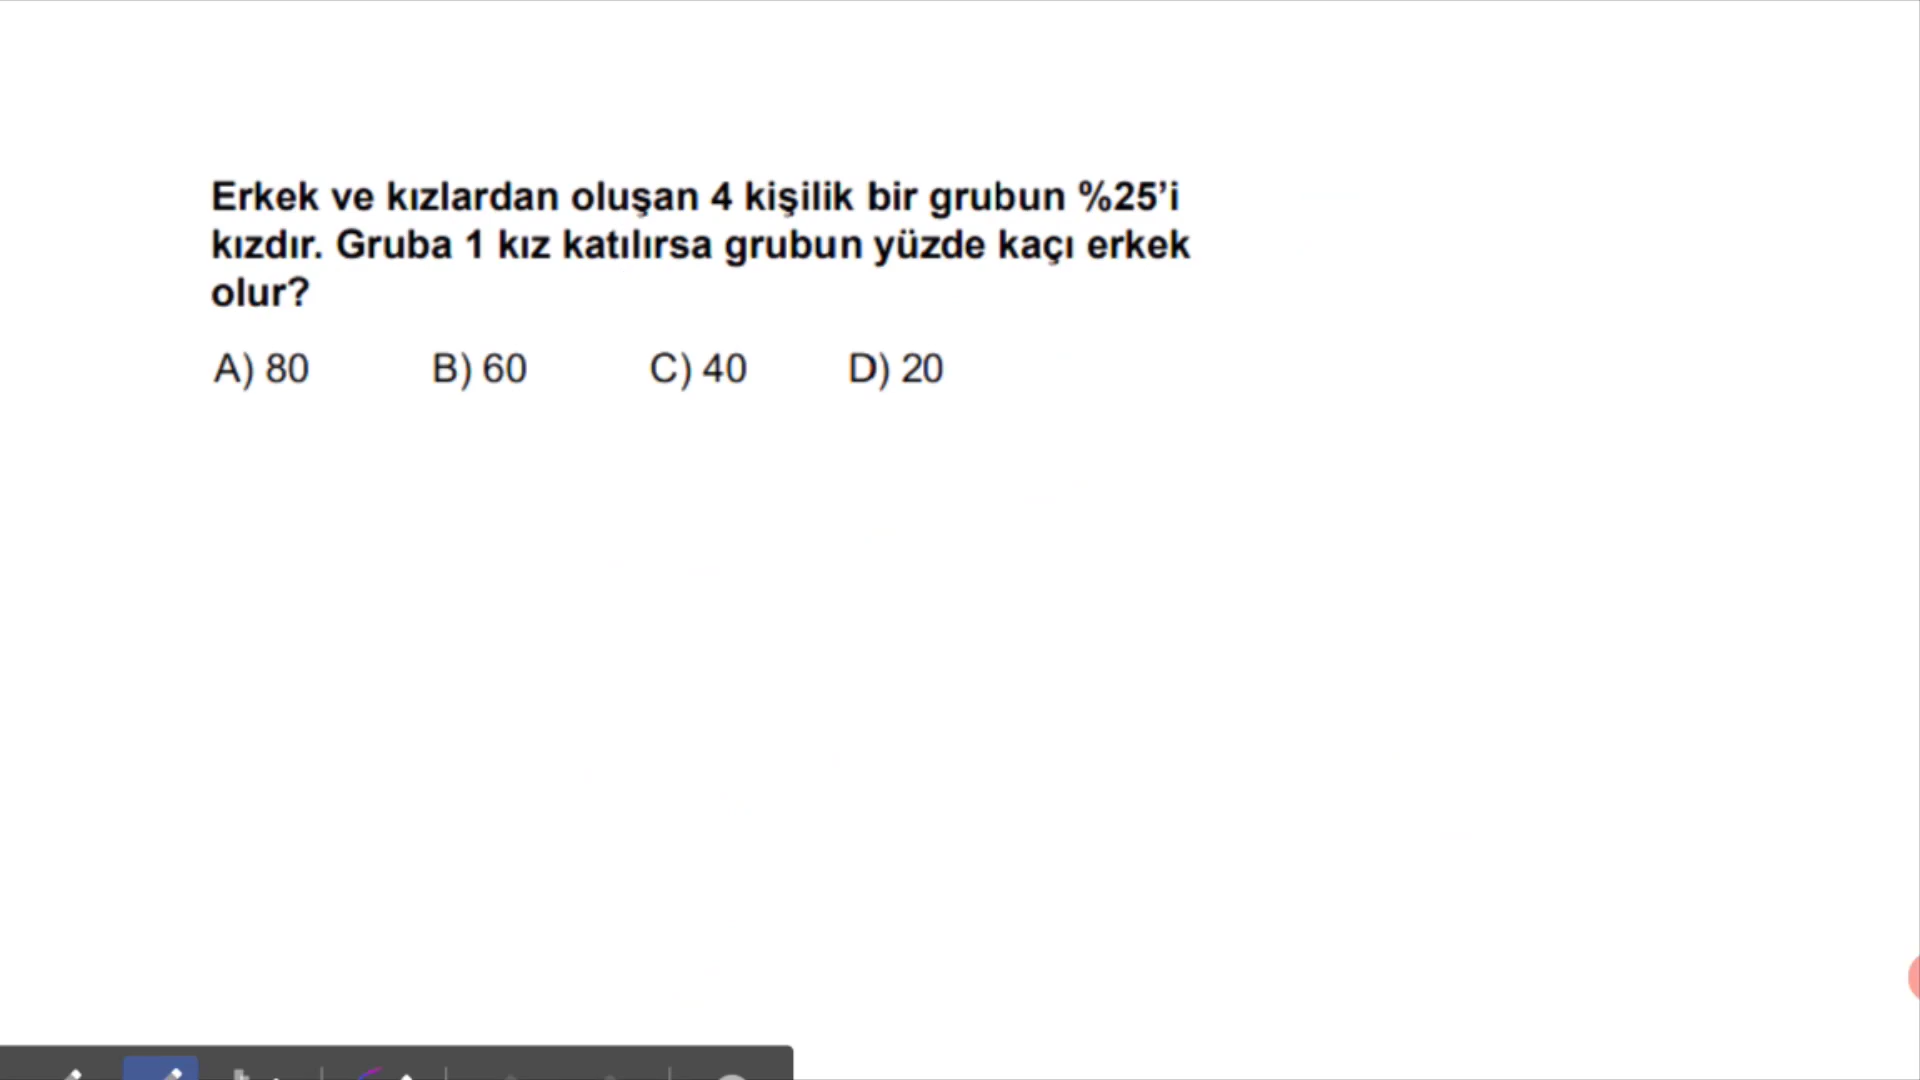 Erkek ve kızlardan oluşan 4 kişilik bir grubun %25’i
kızdır. Gruba 1 kız katılırsa grubun yüzde kaçı erkek
olur?
A) 80 B) 60 C) 40 D) 20